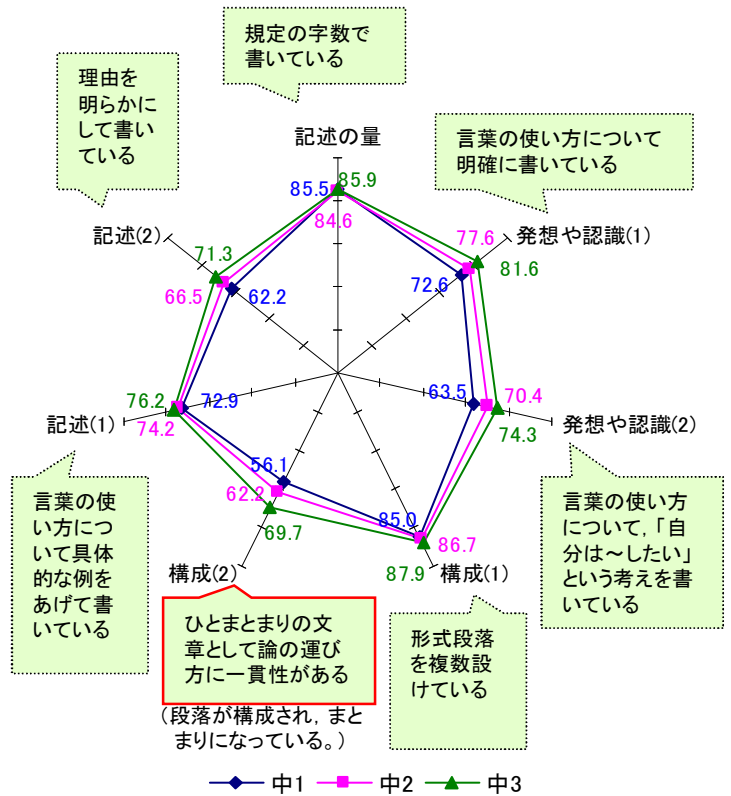 規定の字数で
書いている
理由を
明らかに
して書い
ている
記述の量
言葉の使い方について
明確に書いている
85.5
85.9
84.6
記述(2)
発想や認識(1)
77.6
81.6
72.6
71.3
66.5
62.2
63.5
70.4
74.3
発想や認識(2)
76.2
72.9
74.2
記述(1)
56.1
62.2
69.7
85.0
86.7
87.9
構成(2)
構成(1)
言葉の使
い方につ
いて具体
的な例を
あげて書
いている
言葉の使い方
について,「自
分は～したい」
という考えを書
いている
ひとまとまりの文
章として論の運び
方に一貫性がある
(段落が構成され, まと
まりになっている。)
形式段落
を複数設
けている
中1 中2 中3